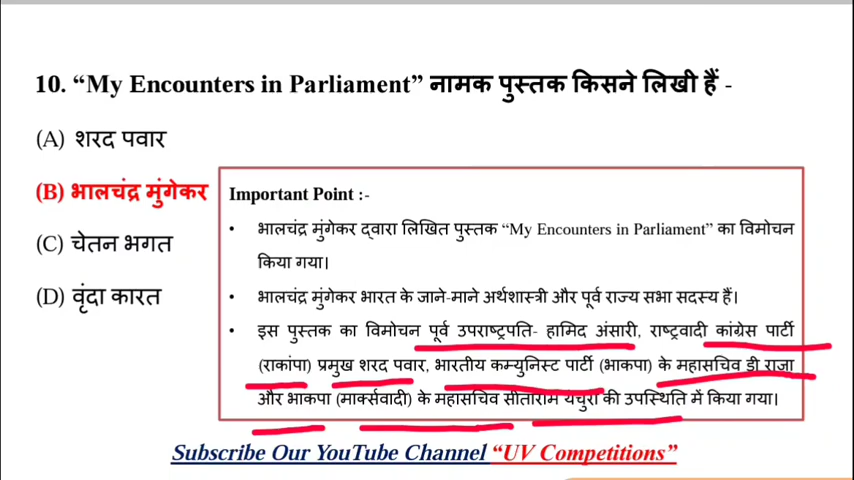 10. “My Encounters in Parliament” नामक पुस्तक किसने लिखी हैं -
(A) शरद पवार
(B) भालचंद्र मुंगेकर
(C) चेतन भगत
(D) वृंदा कारत
Important Point :-
• भालचंद्र मुंगेकर द्वारा लिखित पुस्तक “My Encounters in Parliament” का विमोचन
किया गया।
• भालचंद्र मुंगेकर भारत के जाने-माने अर्थशास्त्री और पूर्व राज्य सभा सदस्य हैं।
• इस पुस्तक का विमोचन पूर्व उपराष्ट्रपति- हामिद अंसारी, राष्ट्रवादी कांग्रेस पार्टी
(राकांपा) प्रमुख शरद पवार, भारतीय कम्युनिस्ट पार्टी (भाकपा) के महासचिव डी राजा
और भाकपा (मार्क्सवादी) के महासचिव सीताराम येचुरी की उपस्थिति में किया गया।
Subscribe Our YouTube Channel “UV Competitions”